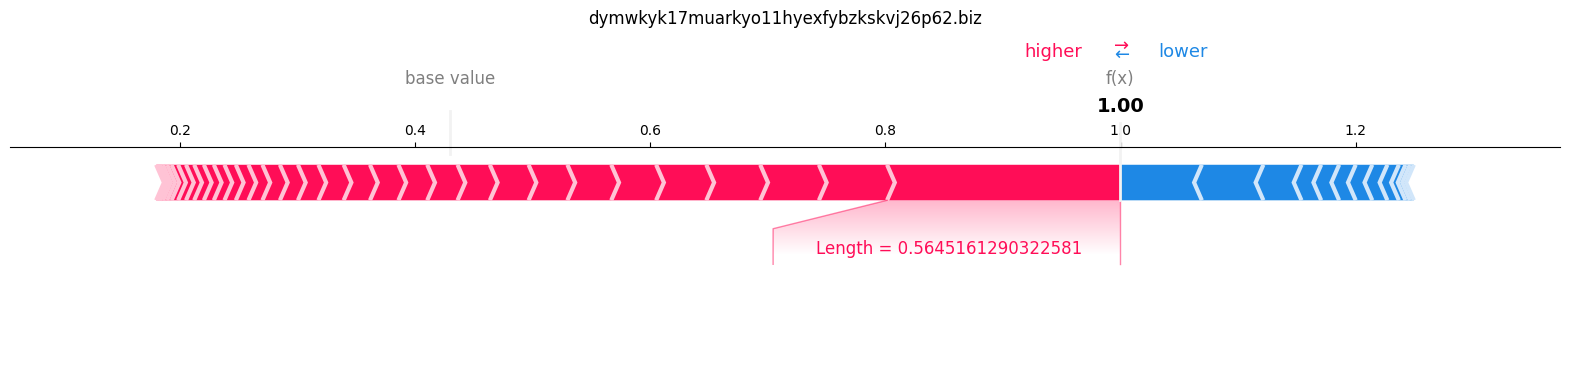 dymwkyk17muarkyo11hyexfybzkskvj26p62.biz
higher ⇄ lower
base value f(x)
1.00
0.2 0.4 0.6 0.8 1.0 1.2
Length = 0.5645161290322581